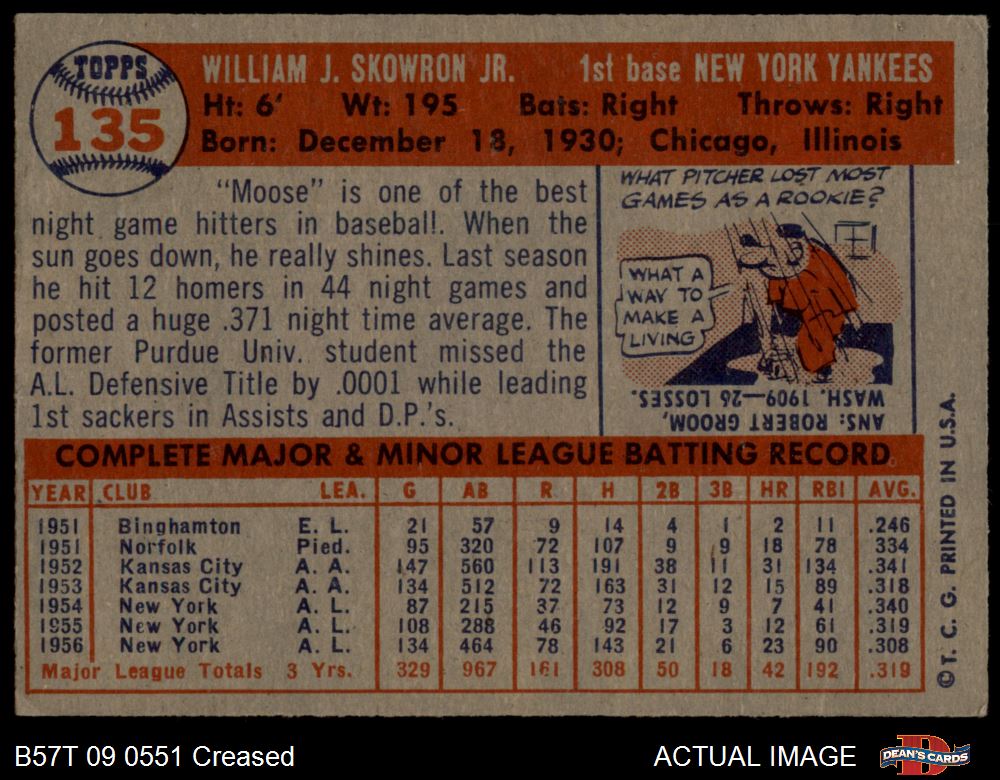 TOPPS
135
WILLIAM J. SKOWRON JR. 1st base NEW YORK YANKEES
Ht: 6' Wt: 195 Bats: Right Throws: Right
Born: December 18, 1930; Chicago, Illinois
"Moose" is one of the best
night game hitters in baseball. When the
sun goes down, he really shines. Last season
he hit 12 homers in 44 night games and
posted a huge .371 night time average. The
former Purdue Univ. student missed the
A.L. Defensive Title by .0001 while leading
1st sackers in Assists and D.P.'s.
WHAT PITCHER LOST MOST
GAMES AS A ROOKIE?
WHAT A
WAY TO
MAKE A
LIVING
ANS: ROBERT GROOM,
WASH. 1909—26 LOSSES.
COMPLETE MAJOR & MINOR LEAGUE BATTING RECORD
YEAR CLUB LEA. G AB R H 2B 3B HR RBI AVG.
1951 Binghamton E. L. 21 57 9 14 4 1 2 11 .246
1951 Norfolk Pied. 95 320 72 107 9 9 18 78 .334
1952 Kansas City A. A. 147 560 113 191 38 11 31 134 .341
1953 Kansas City A. A. 134 512 72 163 31 12 15 89 .318
1954 New York A. L. 87 215 37 73 12 9 7 41 .340
1955 New York A. L. 108 288 46 92 17 3 12 61 .319
1956 New York A. L. 134 464 78 143 21 6 23 90 .308
Major League Totals 3 Yrs. 329 967 161 308 50 18 42 192 .319
© T. C. G. PRINTED IN U.S.A.
B57T 09 0551 Creased
ACTUAL IMAGE
DEAN'S CARDS